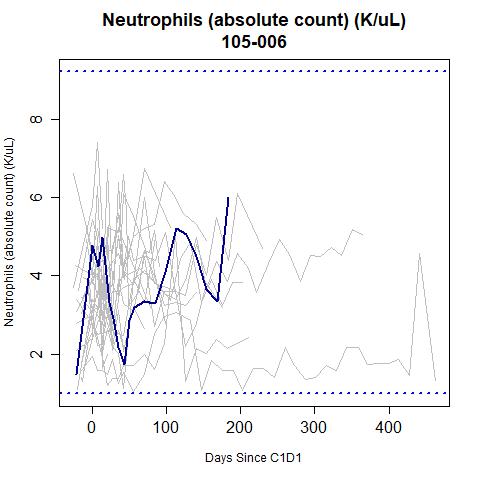 Neutrophils (absolute count) (K/uL)
105-006
Neutrophils (absolute count) (K/uL)
8
6
4
2
0 100 200 300 400
Days Since C1D1